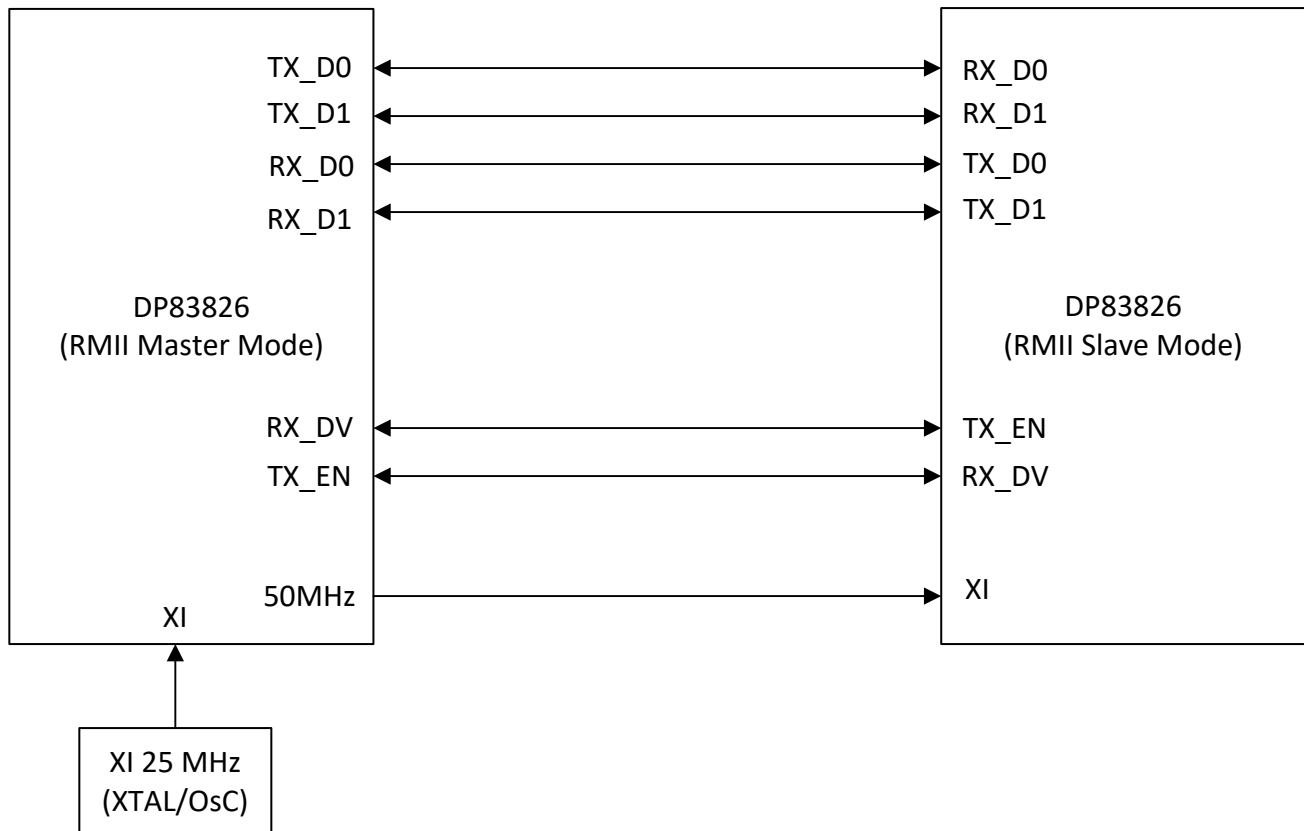 TX_D0
TX_D1
RX_D0
RX_D1
DP83826
(RMII Master Mode)
RX_DV
TX_EN
50MHz
XI
RX_D0
RX_D1
TX_D0
TX_D1
DP83826
(RMII Slave Mode)
TX_EN
RX_DV
XI
XI 25 MHz
(XTAL/OsC)